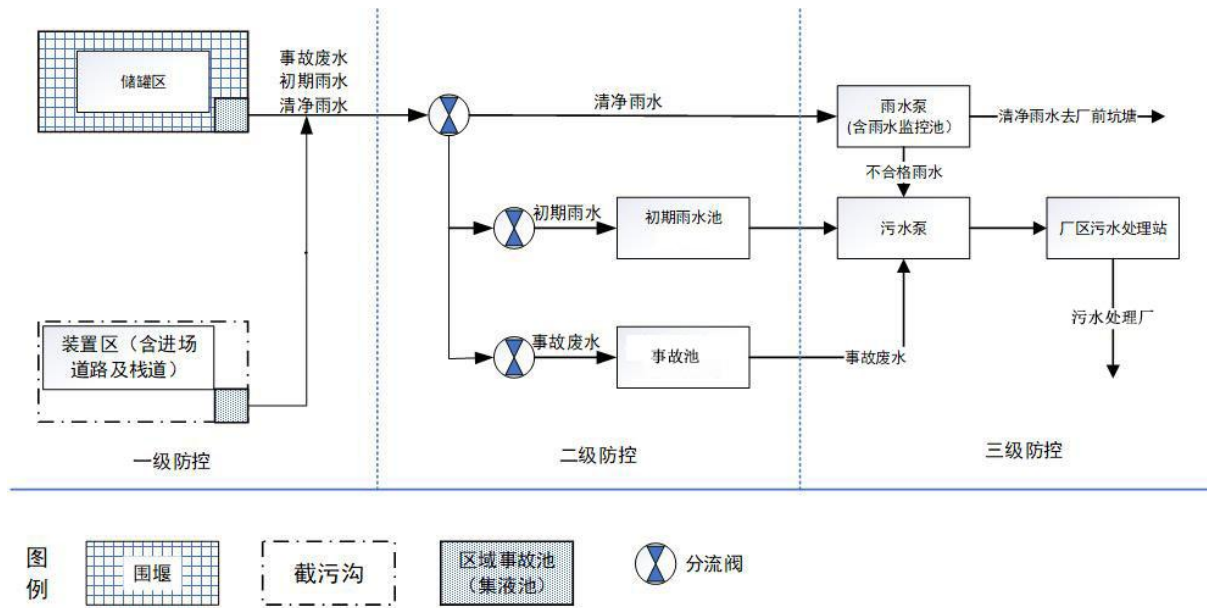 储罐区
事故废水
初期雨水
清净雨水
清净雨水
雨水泵
(含雨水监控池）
清净雨水去厂前坑塘
不合格雨水
初期雨水
初期雨水池
污水泵
厂区污水处理站
污水处理厂
装置区（含进场
道路及栈道）
事故废水
事故池
事故废水
一级防控
二级防控
三级防控
图
例
围堰
截污沟
区域事故池
（集液池）
分流阀